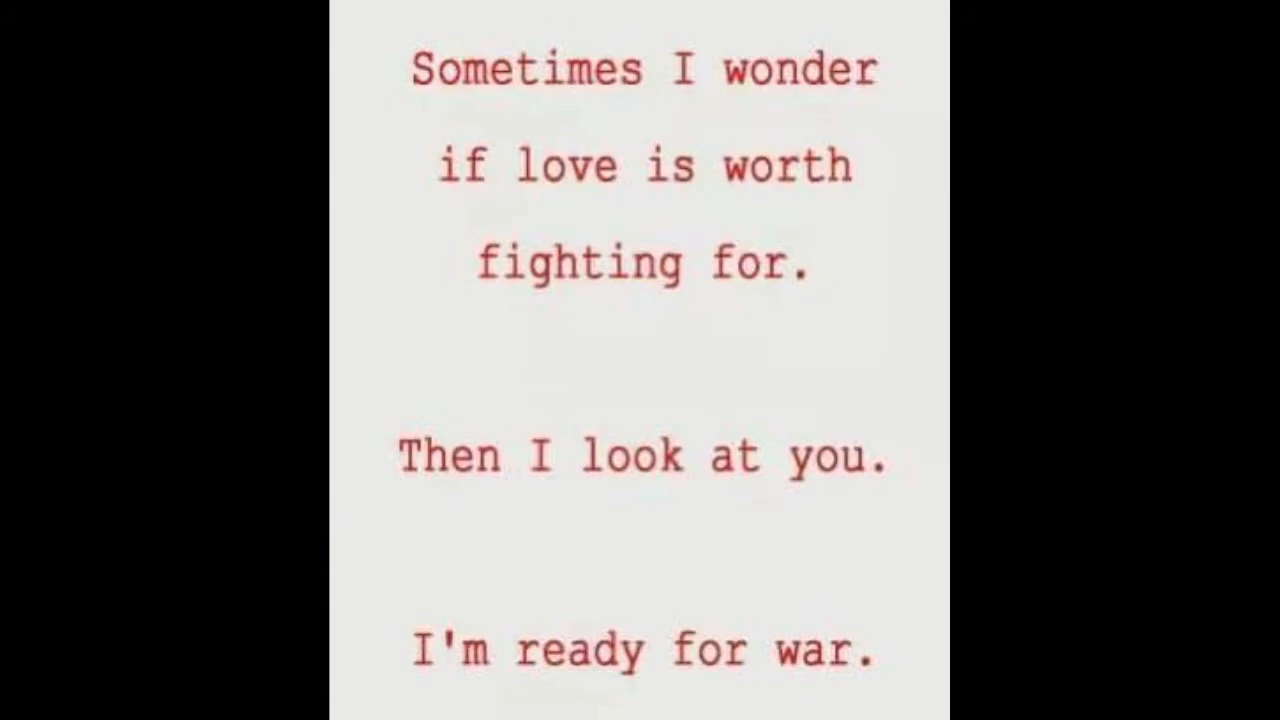 Sometimes I wonder
if love is worth
fighting for.
Then I look at you.
I'm ready for war.